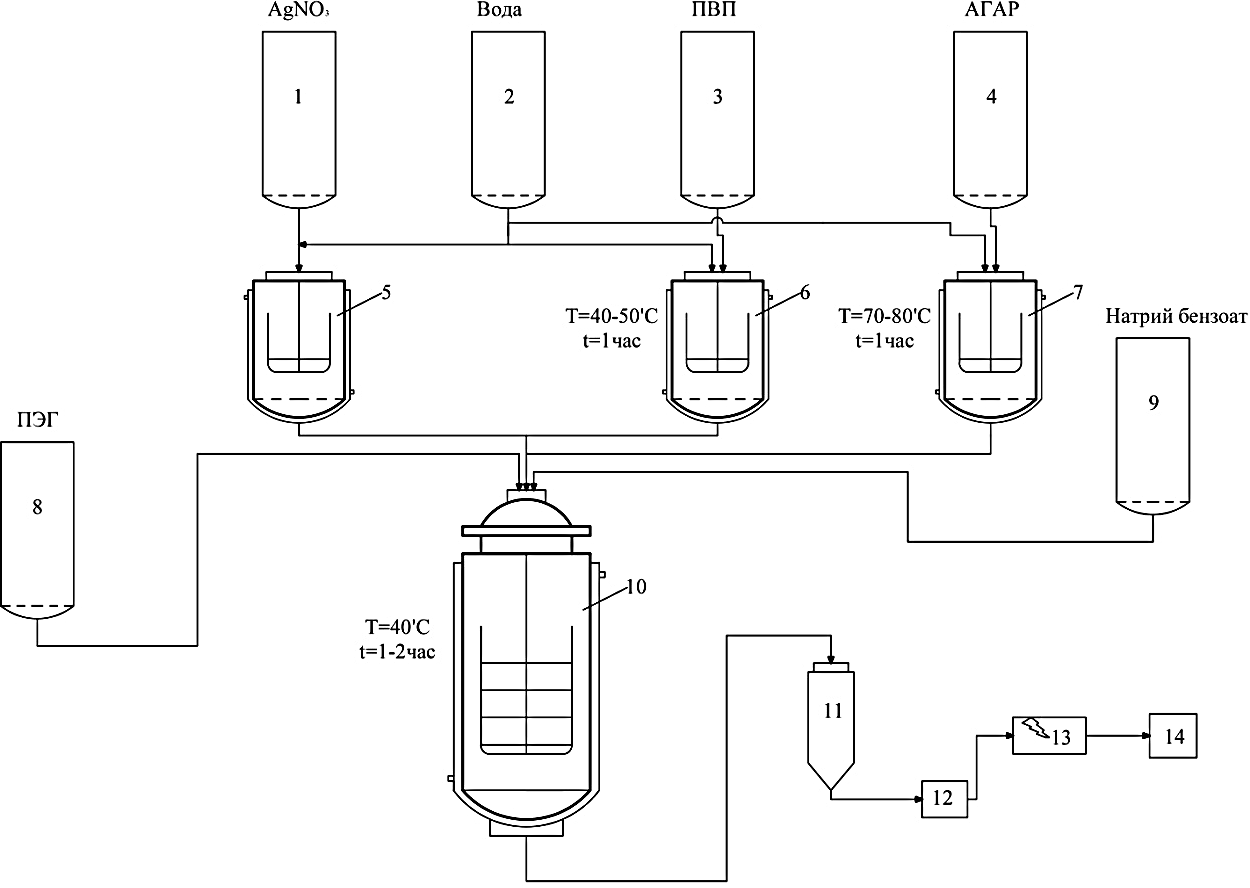 AgNO₃
Вода
ПВП
АГАР
1
2
3
4
5
6
7
T=40-50'C
t=1час
T=70-80'C
t=1час
Натрий бензоат
9
ПЭГ
8
10
T=40'C
t=1-2час
11
12
13
14